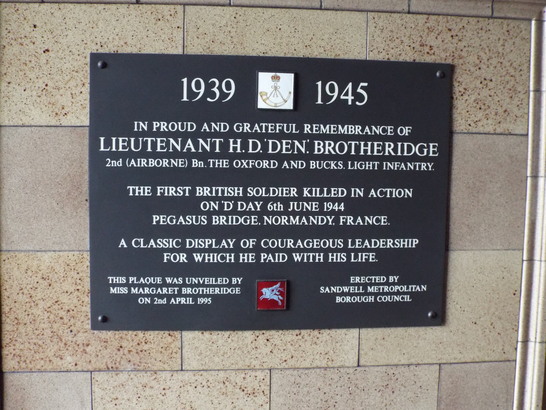 1939 1945
IN PROUD AND GRATEFUL REMEMBRANCE OF
LIEUTENANT H.D. 'DEN'. BROTHERIDGE
2nd (AIRBORNE) Bn. THE OXFORD AND BUCKS. LIGHT INFANTRY.
THE FIRST BRITISH SOLDIER KILLED IN ACTION
ON 'D' DAY 6th JUNE 1944
PEGASUS BRIDGE, NORMANDY, FRANCE.
A CLASSIC DISPLAY OF COURAGEOUS LEADERSHIP
FOR WHICH HE PAID WITH HIS LIFE.
THIS PLAQUE WAS UNVEILED BY
MISS MARGARET BROTHERIDGE
ON 2nd APRIL 1995
ERECTED BY
SANDWELL METROPOLITAN
BOROUGH COUNCIL